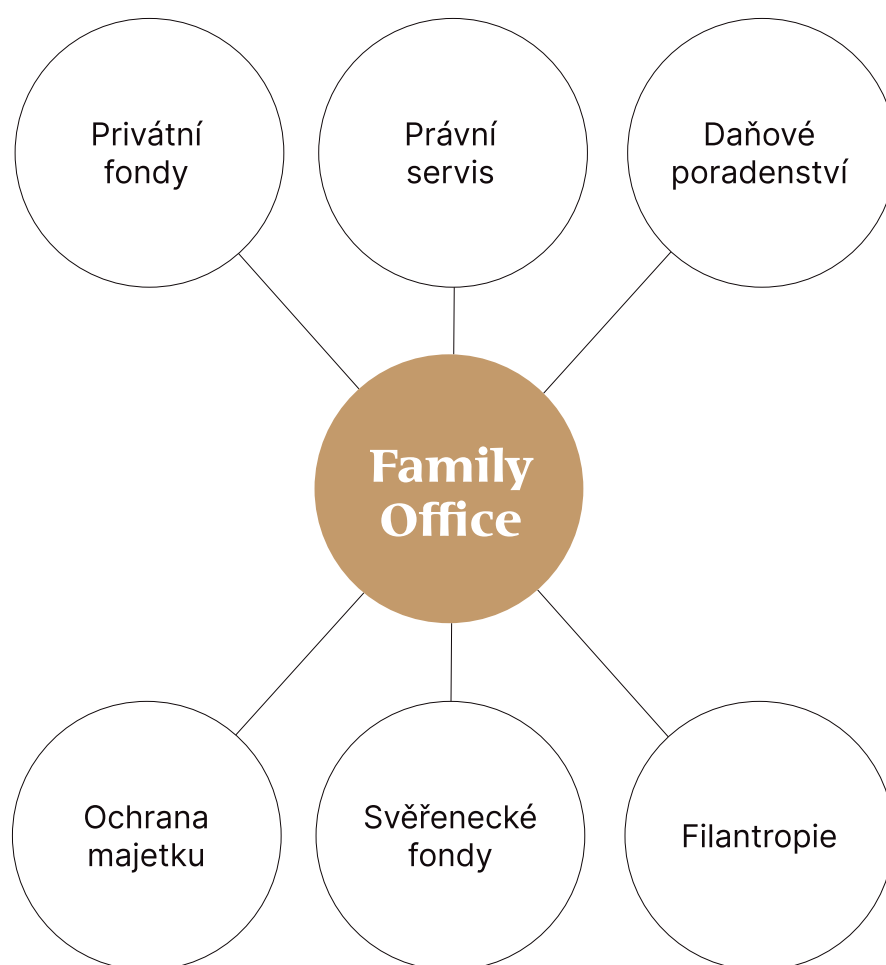 Privátní
fondy
Právní
servis
Daňové
poradenství
Family
Office
Ochrana
majetku
Svěřenecké
fondy
Filantropie